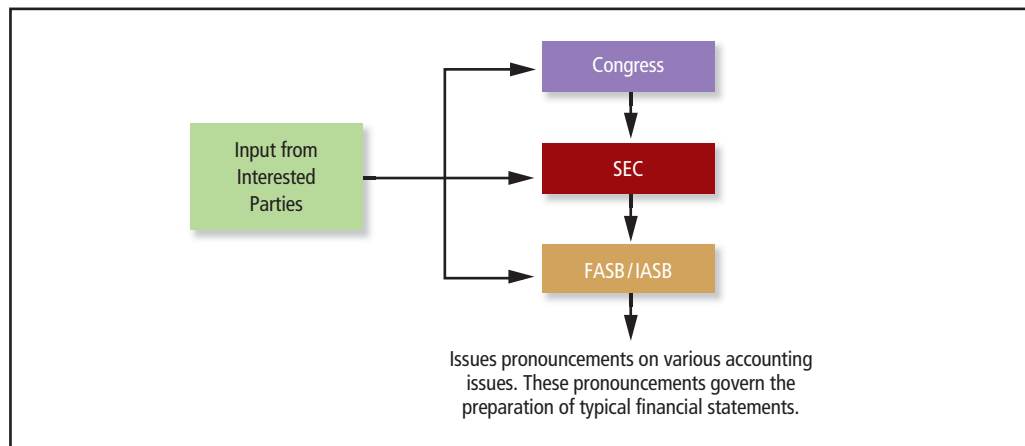 Congress
Input from
Interested
Parties
SEC
FASB/IASB
Issues pronouncements on various accounting
issues. These pronouncements govern the
preparation of typical financial statements.